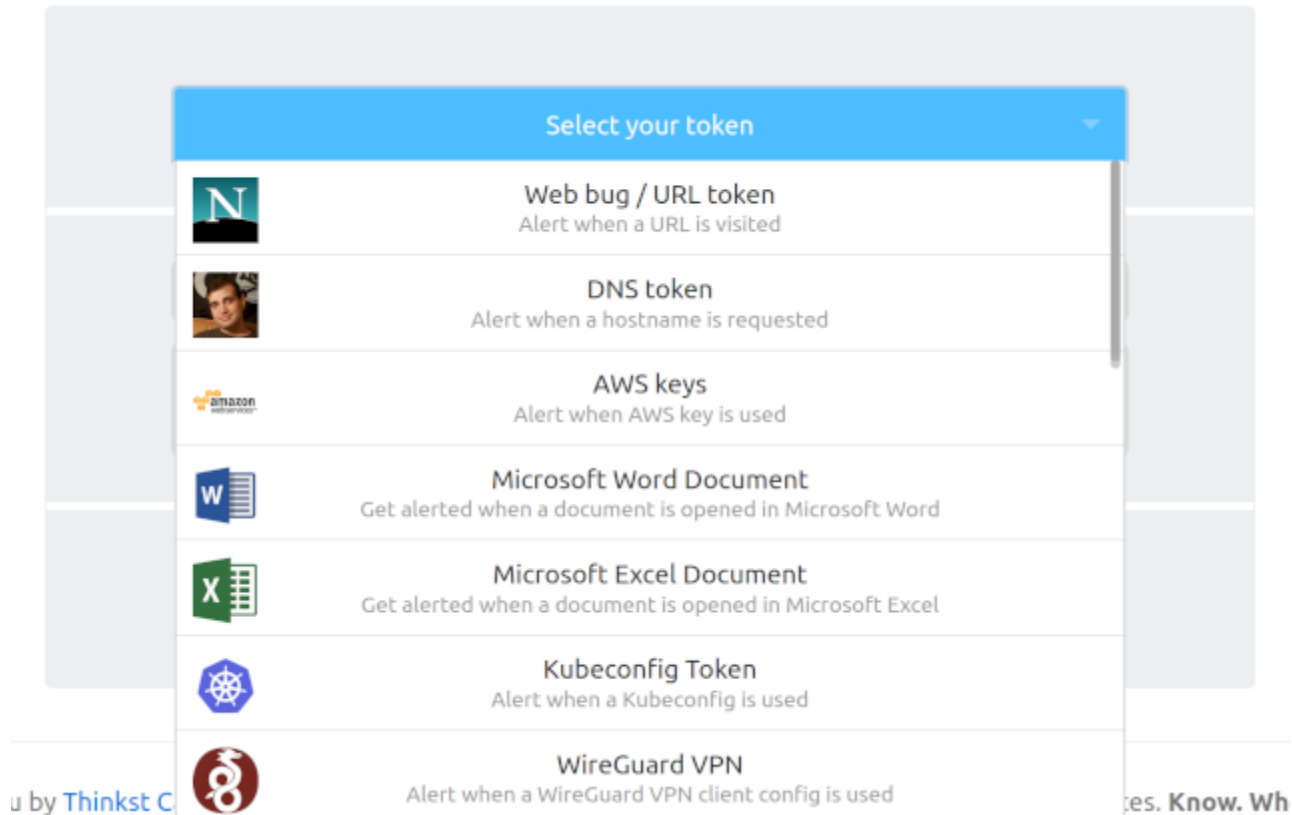 Select your token
N
Web bug / URL token
Alert when a URL is visited
DNS token
Alert when a hostname is requested
amazon
webservices™
AWS keys
Alert when AWS key is used
W
Microsoft Word Document
Get alerted when a document is opened in Microsoft Word
X
Microsoft Excel Document
Get alerted when a document is opened in Microsoft Excel
Kubeconfig Token
Alert when a Kubeconfig is used
WireGuard VPN
Alert when a WireGuard VPN client config is used
by Thinkst
Know.